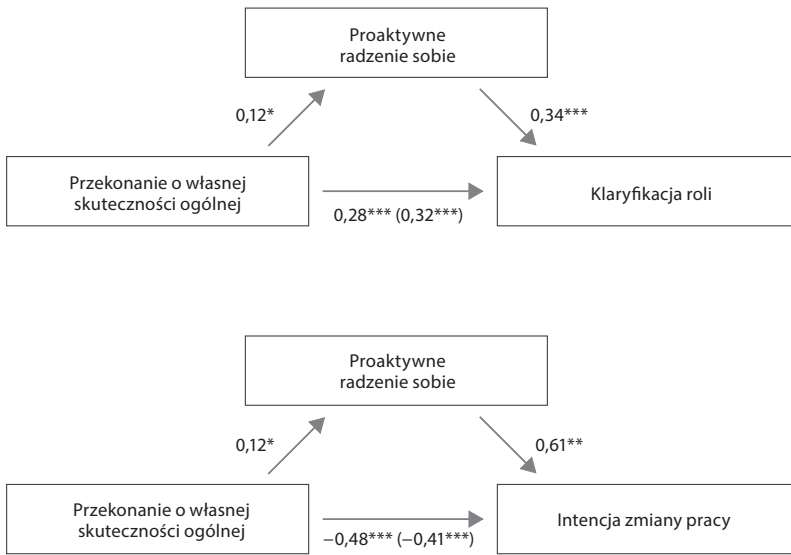 Proaktywne
radzenie sobie
0,12*
0,34***
Przekonanie o własnej
skuteczności ogólnej
0,28*** (0,32***)
Klaryfikacja roli
Proaktywne
radzenie sobie
0,12*
0,61**
Przekonanie o własnej
skuteczności ogólnej
−0,48*** (−0,41***)
Intencja zmiany pracy